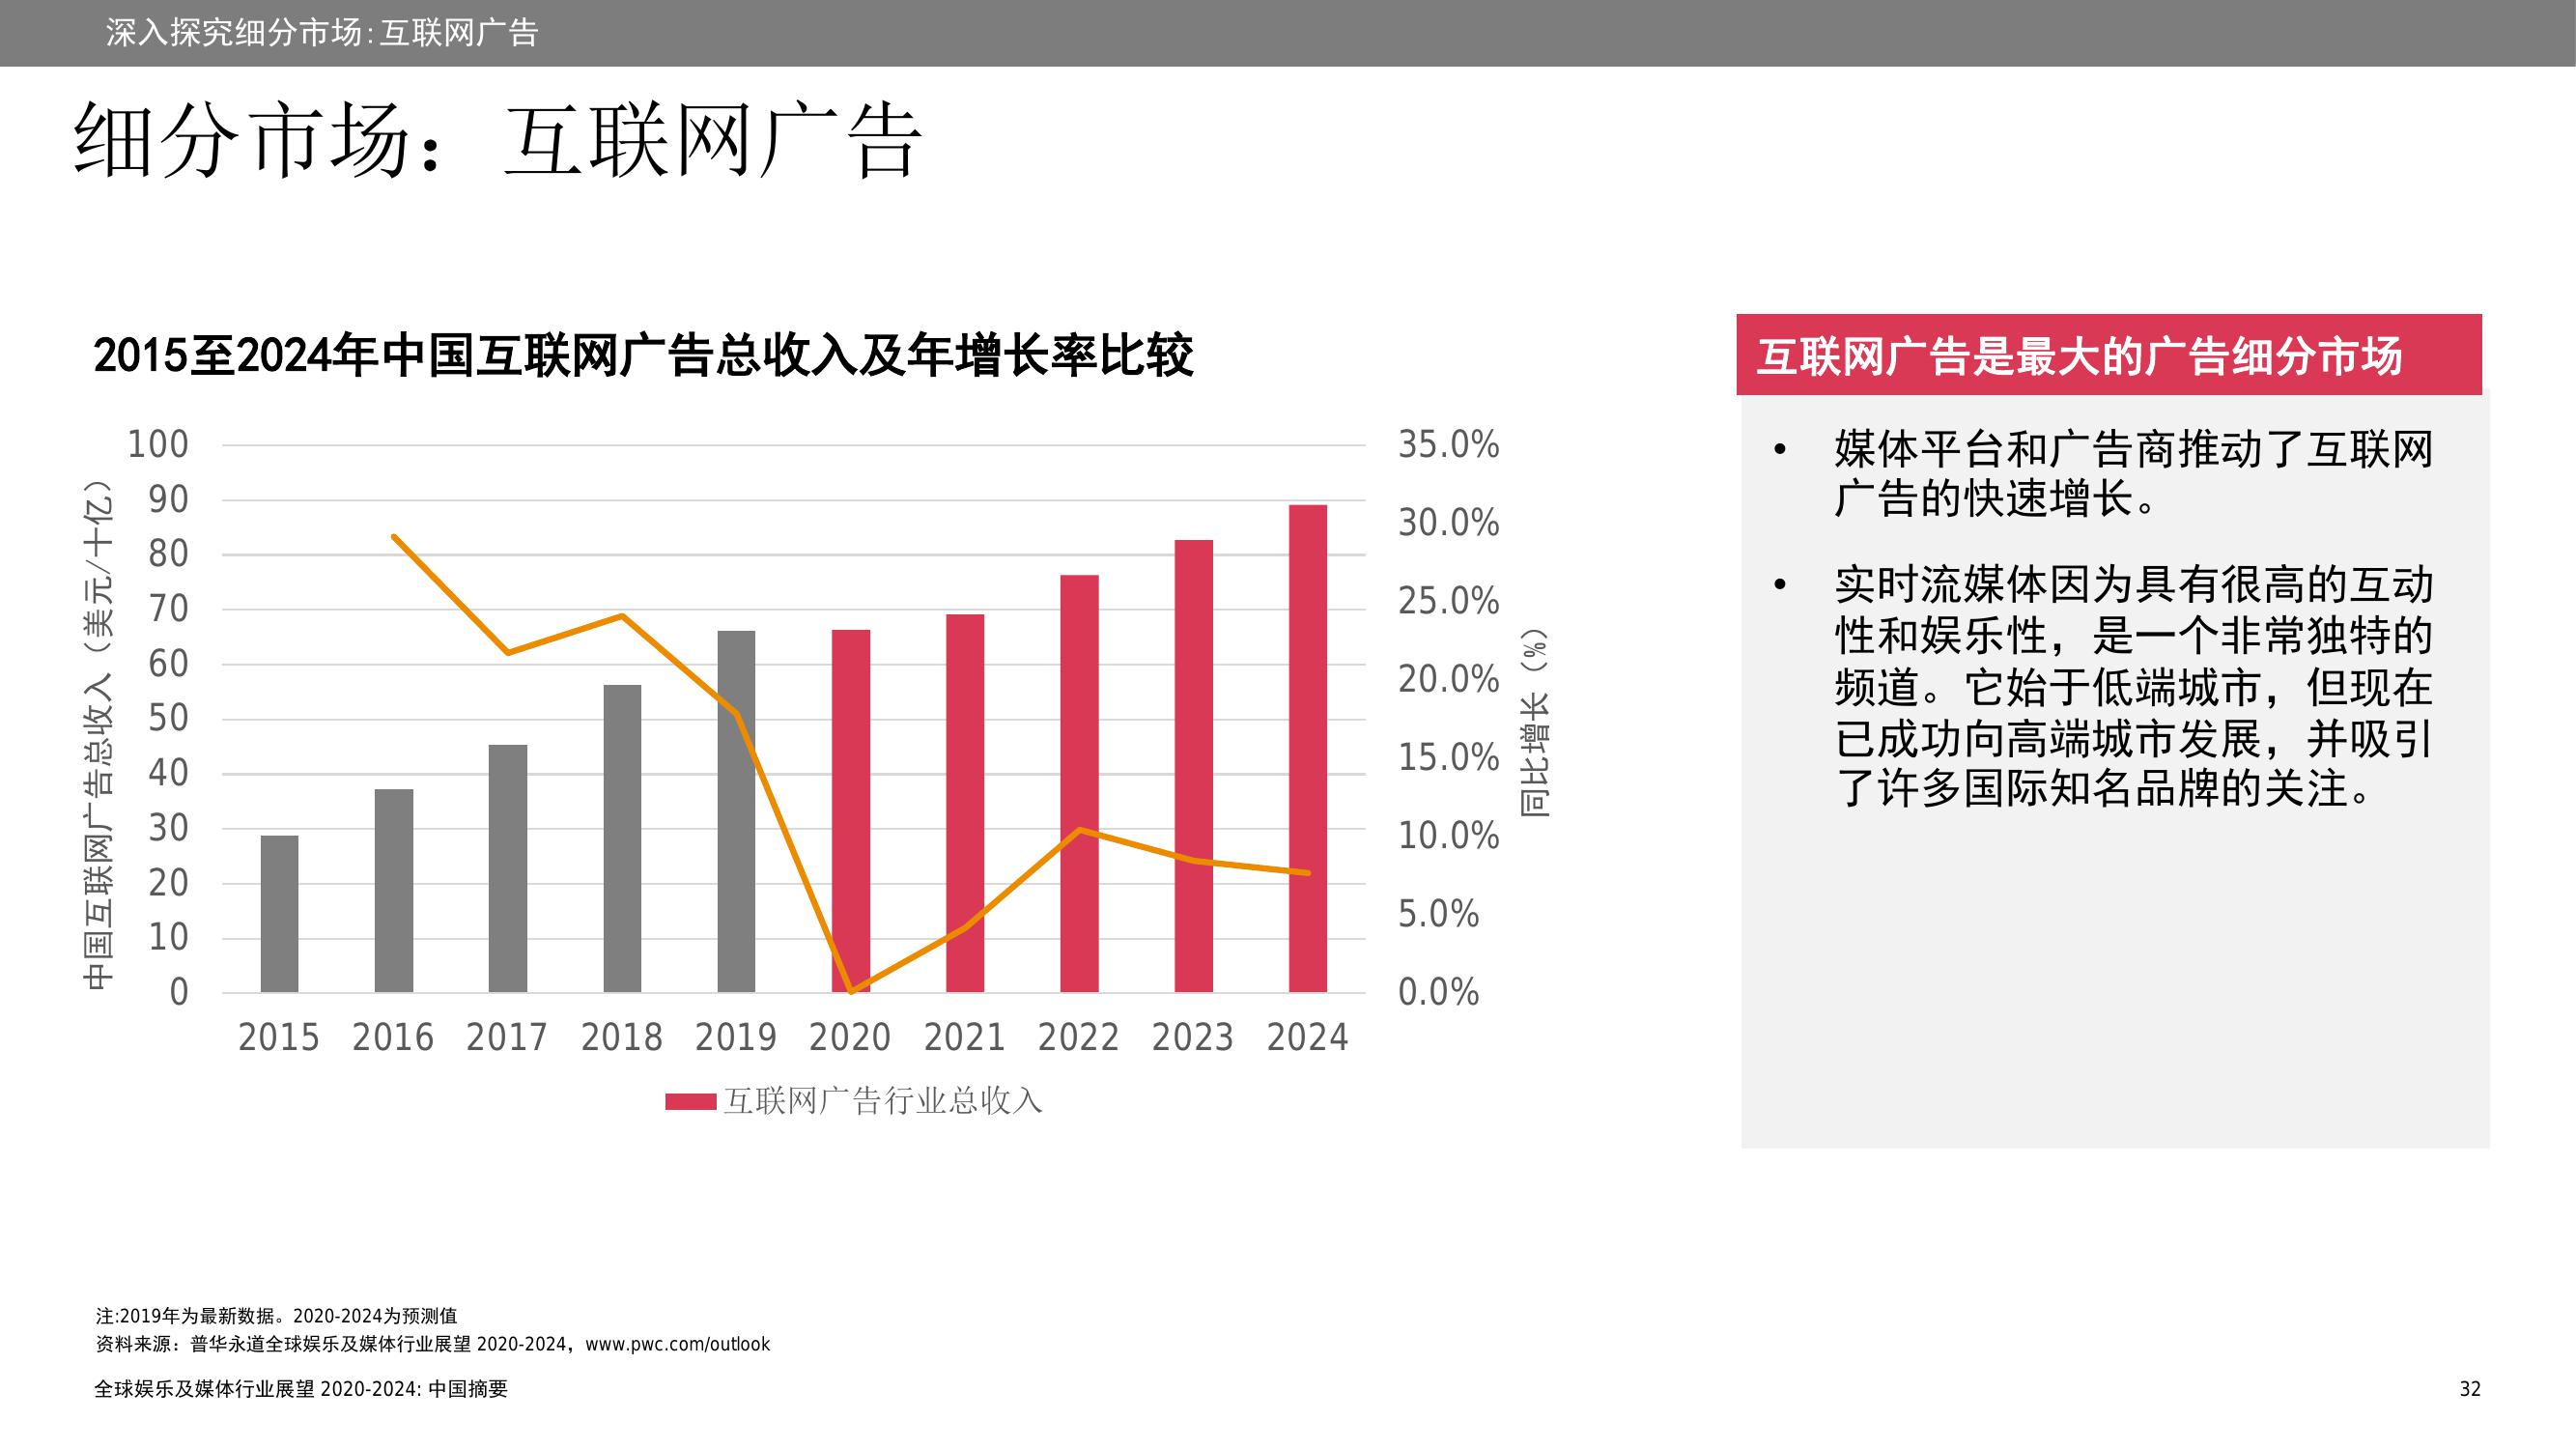 深入探究细分市场:互联网广告
细分市场：互联网广告
2015至2024年中国互联网广告总收入及年增长率比较
中国互联网广告总收入（美元/十亿）
100
90
80
70
60
50
40
30
20
10
0
35.0%
30.0%
25.0%
20.0%
15.0%
10.0%
5.0%
0.0%
同比增长（%）
2015 2016 2017 2018 2019 2020 2021 2022 2023 2024
互联网广告行业总收入
互联网广告是最大的广告细分市场
• 媒体平台和广告商推动了互联网
广告的快速增长。
• 实时流媒体因为具有很高的互动
性和娱乐性，是一个非常独特的
频道。它始于低端城市，但现在
已成功向高端城市发展，并吸引
了许多国际知名品牌的关注。
注:2019年为最新数据。2020-2024为预测值
资料来源：普华永道全球娱乐及媒体行业展望 2020-2024，www.pwc.com/outlook
全球娱乐及媒体行业展望 2020-2024: 中国摘要
32